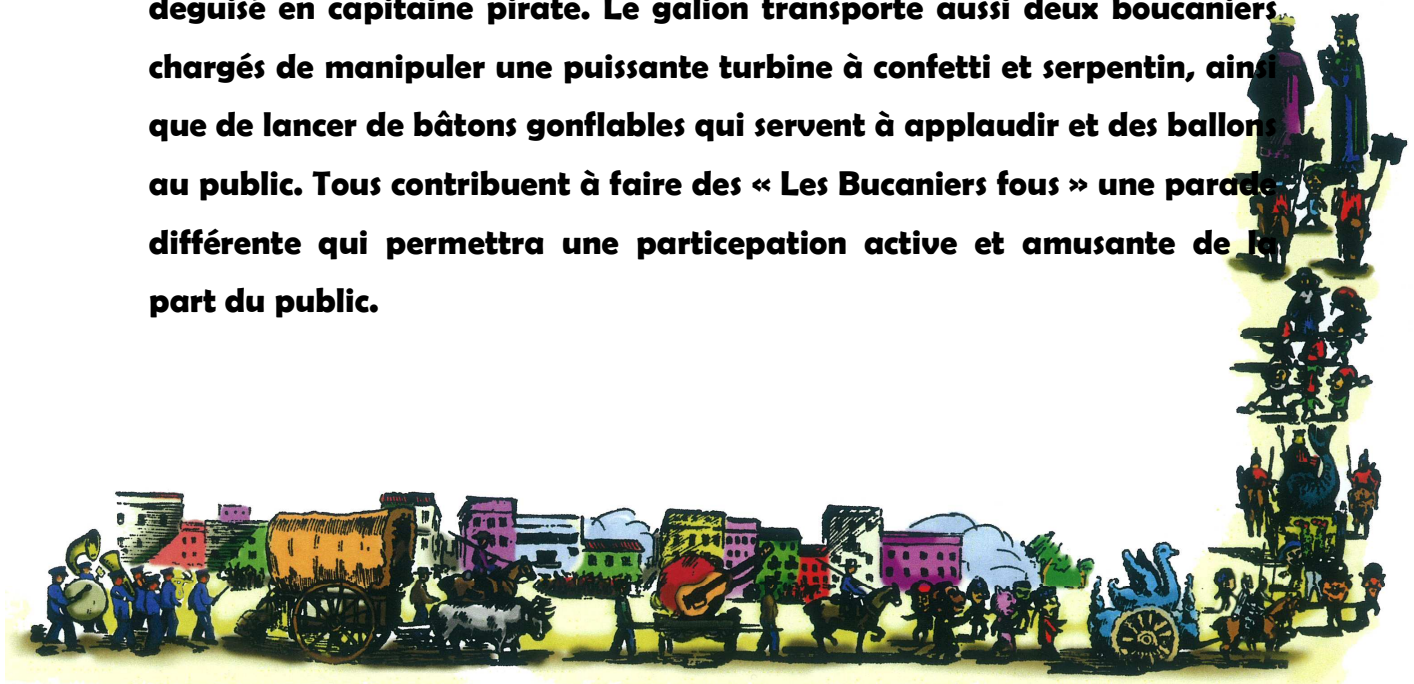 déguisé en capitaine pirate. Le galion transporte aussi deux boucaniers
chargés de manipuler une puissante turbine à confetti et serpentin, ainsi
que de lancer de bâtons gonflables qui servent à applaudir et des ballons
au public. Tous contribuent à faire des « Les Bucaniers fous » une parade
différente qui permettra une particepation active et amusante de la
part du public.